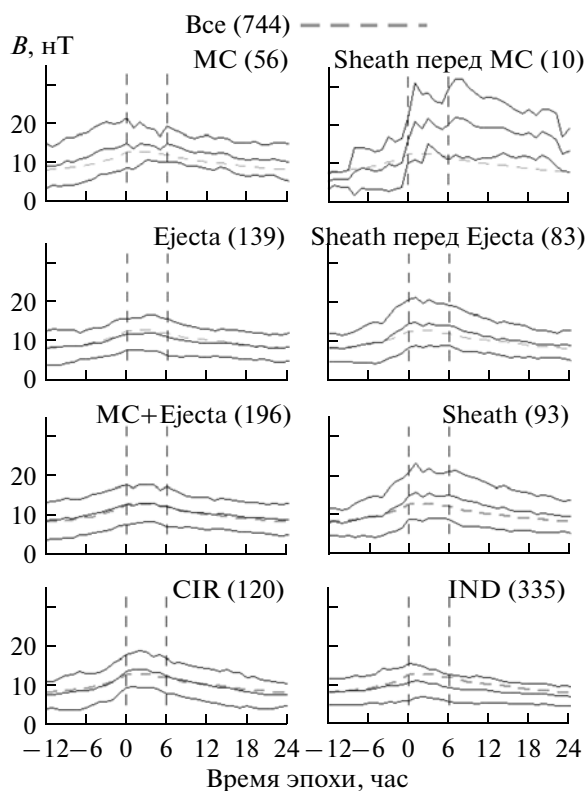 Все (744)
B, нТ
MC (56)
Sheath перед MC (10)
20
10
0
Ejecta (139)
Sheath перед Ejecta (83)
20
10
0
MC+Ejecta (196)
Sheath (93)
20
10
0
CIR (120)
IND (335)
20
10
0
−12 −6 0 6 12 18 24
−12 −6 0 6 12 18 24
Время эпохи, час